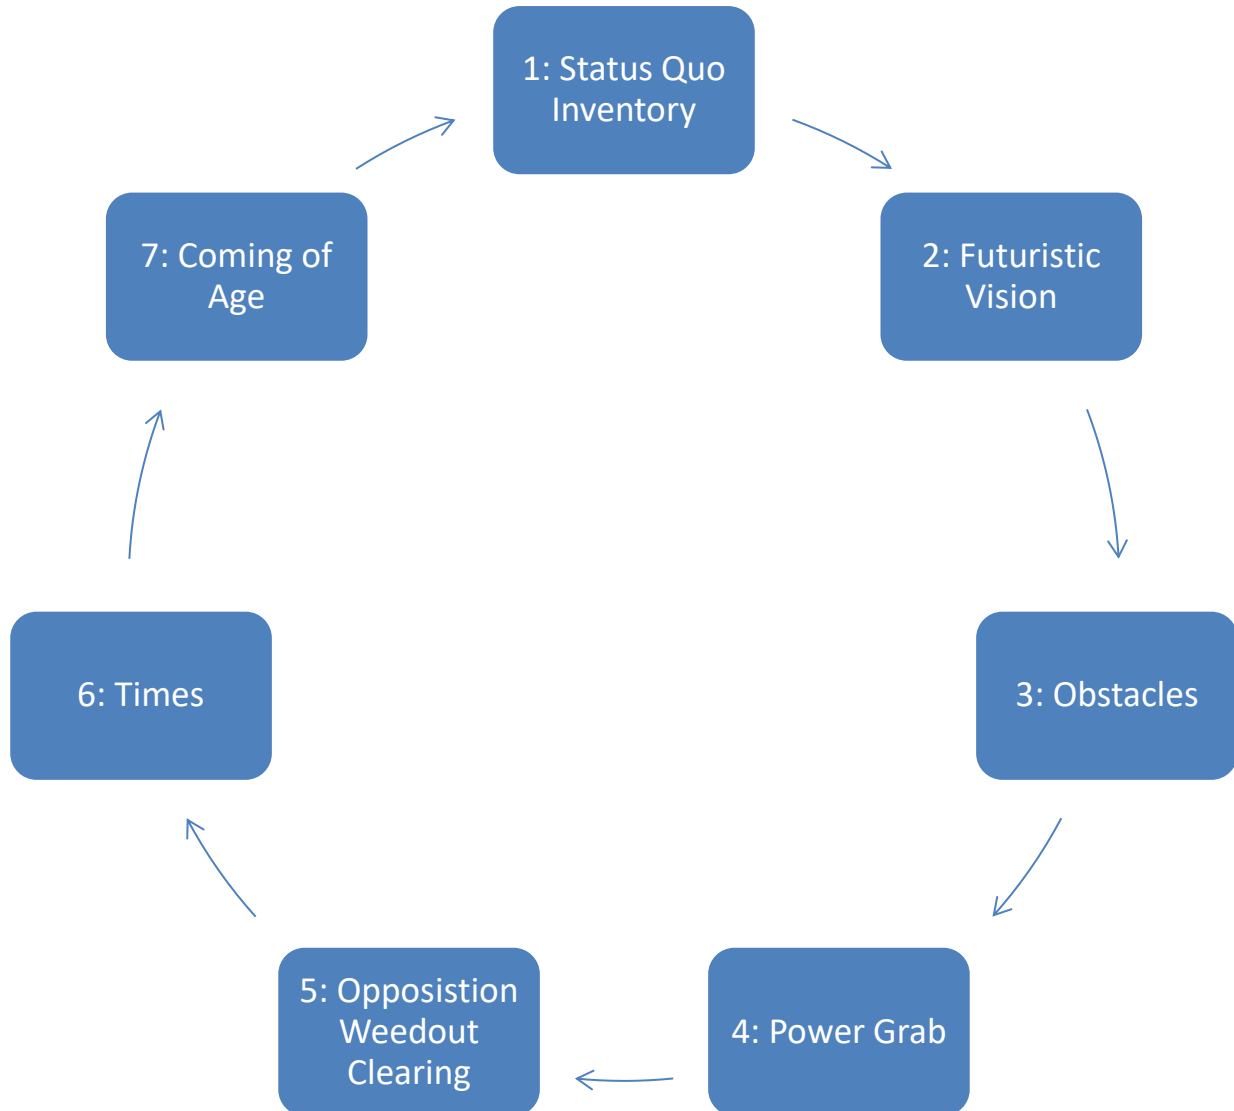 1: Status Quo
Inventory
2: Futuristic
Vision
3: Obstacles
4: Power Grab
5: Opposistion
Weedout
Clearing
6: Times
7: Coming of
Age